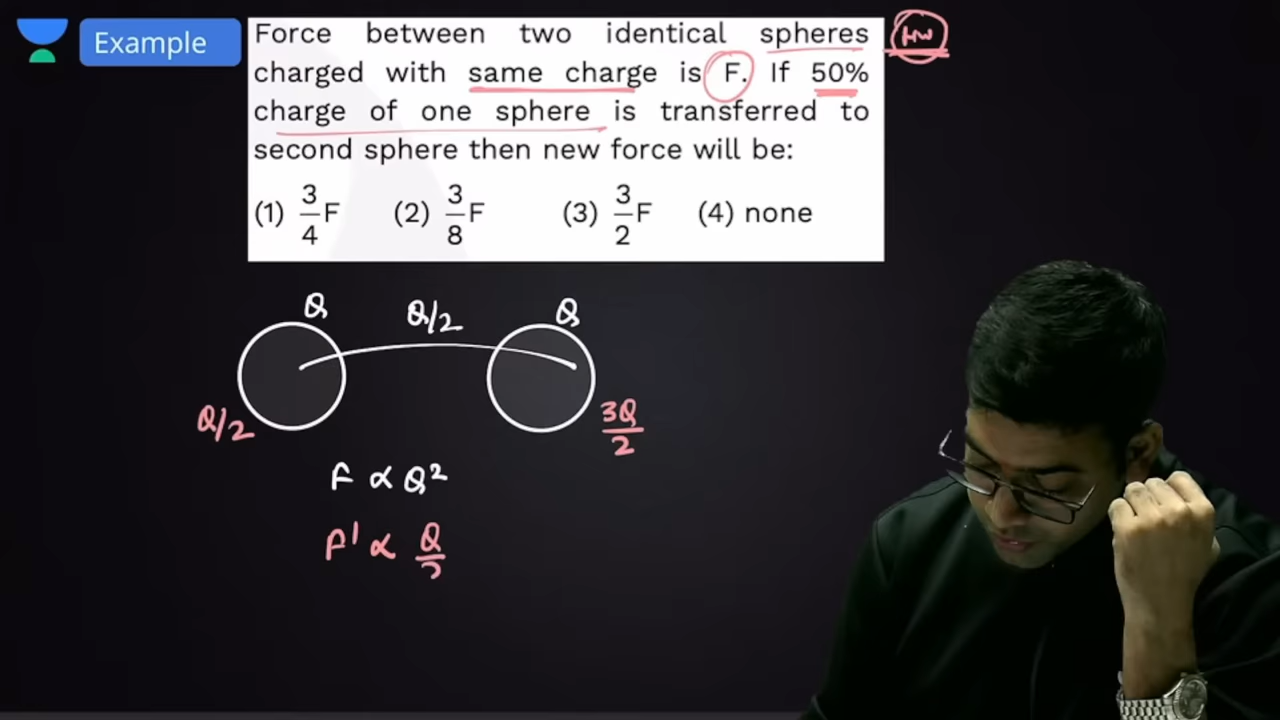 Example
Force between two identical spheres
HW
charged with same charge is F. If 50%
charge of one sphere is transferred to
second sphere then new force will be:
(1) 3/4 F (2) 3/8 F (3) 3/2 F (4) none
Q Q/2 Q
Q/2 3Q/2
F ∝ Q²
F' ∝ Q/2